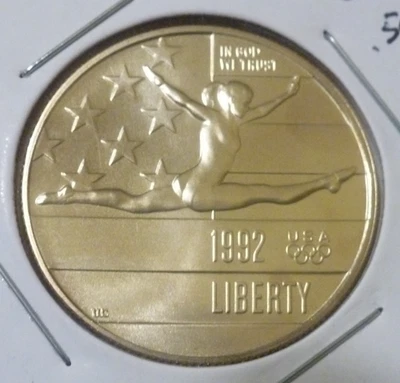 IN GOD
WE TRUST
1992
USA
LIBERTY